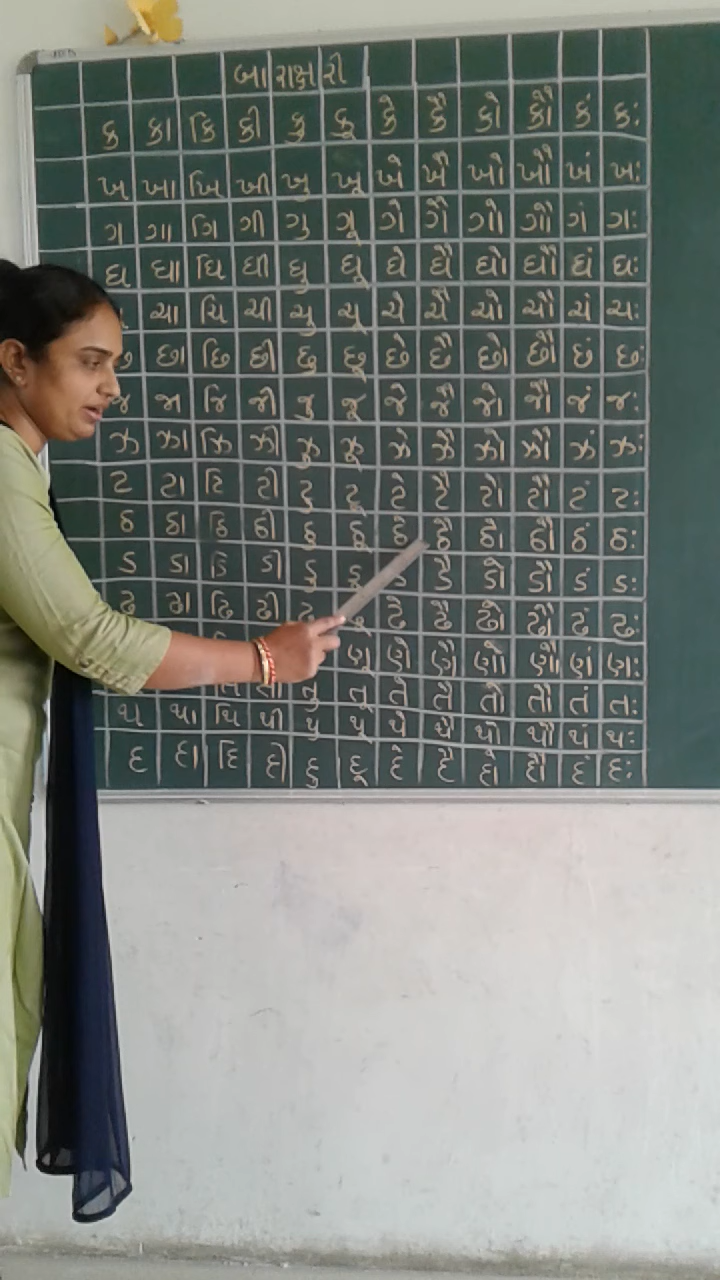 બારાક્ષરી
ક કા કિ કી કુ કૂ કે કૈ કો કૌ કં કઃ
ખ ખા ખિ ખી ખુ ખૂ ખે ખૈ ખો ખૌ ખં ખઃ
ગ ગા ગિ ગી ગુ ગૂ ગે ગૈ ગો ગૌ ગં ગઃ
ઘ ઘા ઘિ ઘી ઘુ ઘૂ ઘે ઘૈ ઘો ઘૌ ઘં ઘઃ
ચા ચિ ચી ચુ ચૂ ચે ચૈ ચો ચૌ ચં ચઃ
છા છિ છી છુ છૂ છે છૈ છો છૌ છં છઃ
જ જા જિ જી જુ જૂ જે જૈ જો જૌ જં જઃ
ઝ ઝા ઝિ ઝી ઝુ ઝૂ ઝે ઝૈ ઝો ઝૌ ઝં ઝઃ
ટ ટા ટિ ટી ટુ ટૂ ટે ટૈ ટો ટૌ ટં ટઃ
ઠ ઠા ઠિ ઠી ઠુ ઠૂ ઠે ઠૈ ઠો ઠૌ ઠં ઠઃ
ડ ડા ડિ ડી ડુ ડૂ ડૈ ડો ડૌ ડં ડઃ
ઢ ઢા ઢિ ઢી ઢે ઢૈ ઢો ઢૌ ઢં ઢઃ
ણૂ ણે ણૈ ણો ણૌ ણં ણઃ
તિ તી તુ તૂ તે તૈ તો તૌ તં તઃ
થ થા થિ થી થુ થૂ થે થૈ થો થૌ થં થઃ
દ દા દિ દી દુ દૂ દે દૈ દો દૌ દં દઃ